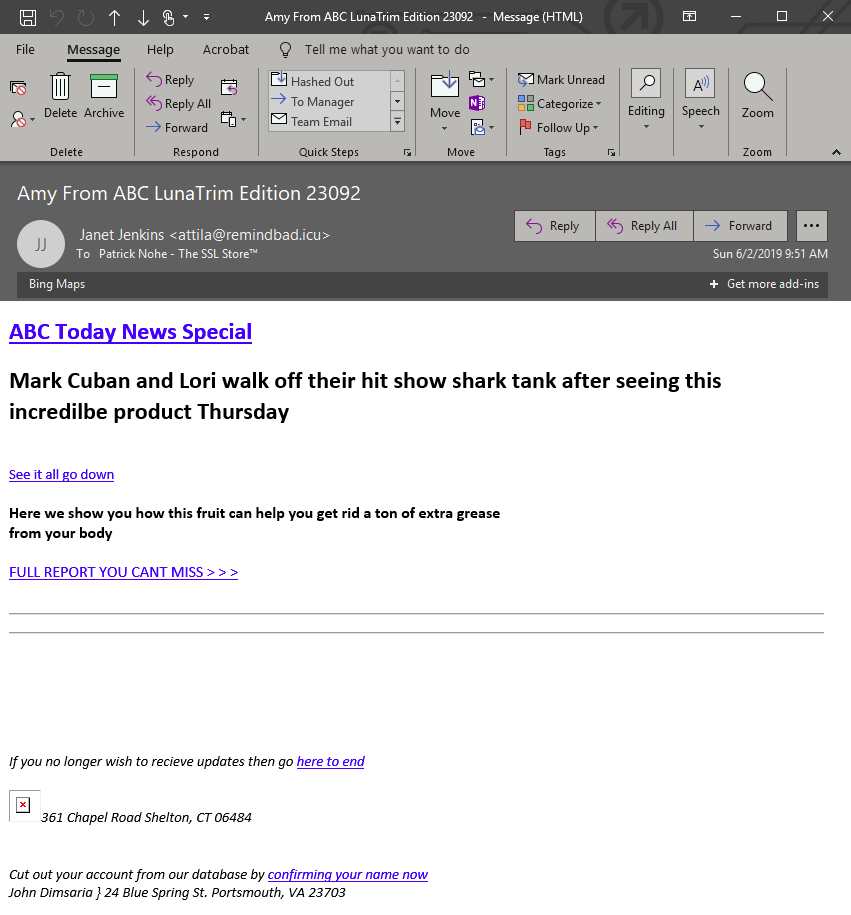 Amy From ABC LunaTrim Edition 23092 - Message (HTML)
File Message Help Acrobat Tell me what you want to do
Delete
Archive
Delete
Reply
Reply All
Forward
Respond
Hashed Out
To Manager
Team Email
Quick Steps
Move
Move
Mark Unread
Categorize
Follow Up
Tags
Editing
Speech
Zoom
Zoom
Amy From ABC LunaTrim Edition 23092
JJ
Janet Jenkins <attila@remindbad.icu>
To Patrick Nohe - The SSL Store™
Reply Reply All Forward ...
Sun 6/2/2019 9:51 AM
Bing Maps + Get more add-ins
ABC Today News Special
Mark Cuban and Lori walk off their hit show shark tank after seeing this
incredilbe product Thursday
See it all go down
Here we show you how this fruit can help you get rid a ton of extra grease
from your body
FULL REPORT YOU CANT MISS > > >
If you no longer wish to recieve updates then go here to end
361 Chapel Road Shelton, CT 06484
Cut out your account from our database by confirming your name now
John Dimsaria } 24 Blue Spring St. Portsmouth, VA 23703